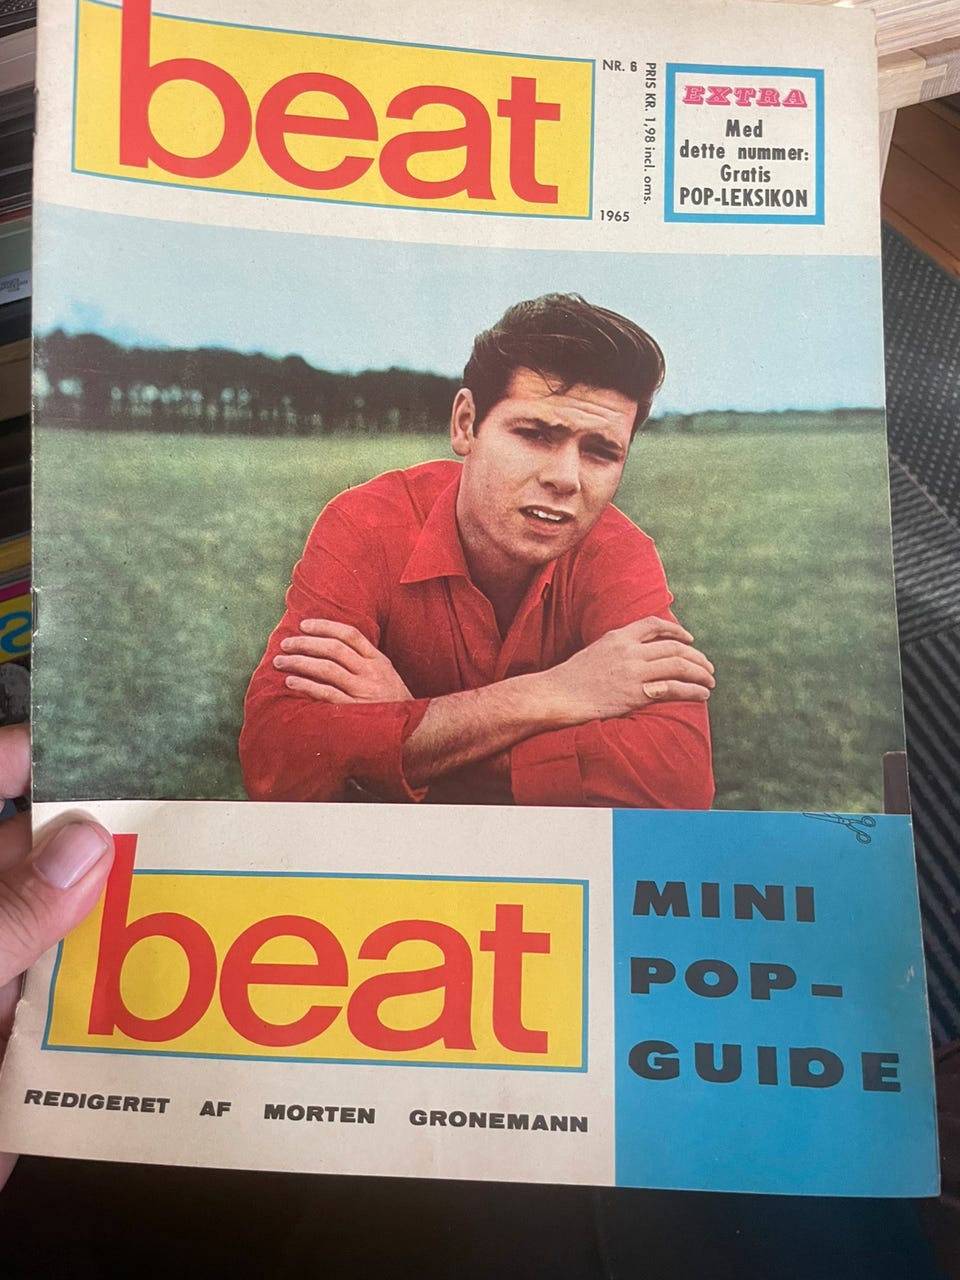 beat
NR. 6
PRIS KR. 1,98 incl. oms.
1965
EXTRA
Med
dette nummer:
Gratis
POP-LEKSIKON
beat
REDIGERET AF MORTEN GRONEMANN
MINI
POP-
GUIDE